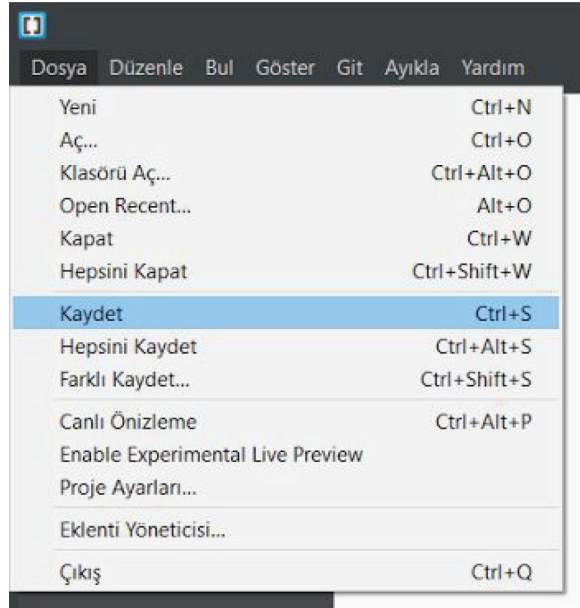 Dosya Düzenle Bul Göster Git Ayıkla Yardım
Yeni Ctrl+N
Aç... Ctrl+O
Klasörü Aç... Ctrl+Alt+O
Open Recent... Alt+O
Kapat Ctrl+W
Hepsini Kapat Ctrl+Shift+W
Kaydet Ctrl+S
Hepsini Kaydet Ctrl+Alt+S
Farklı Kaydet... Ctrl+Shift+S
Canlı Önizleme Ctrl+Alt+P
Enable Experimental Live Preview
Proje Ayarları...
Eklenti Yöneticisi...
Çıkış Ctrl+Q